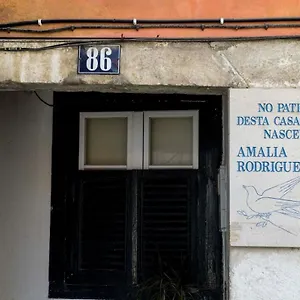 86
NO PATI
DESTA CASA
NASCE
AMALIA
RODRIGUE